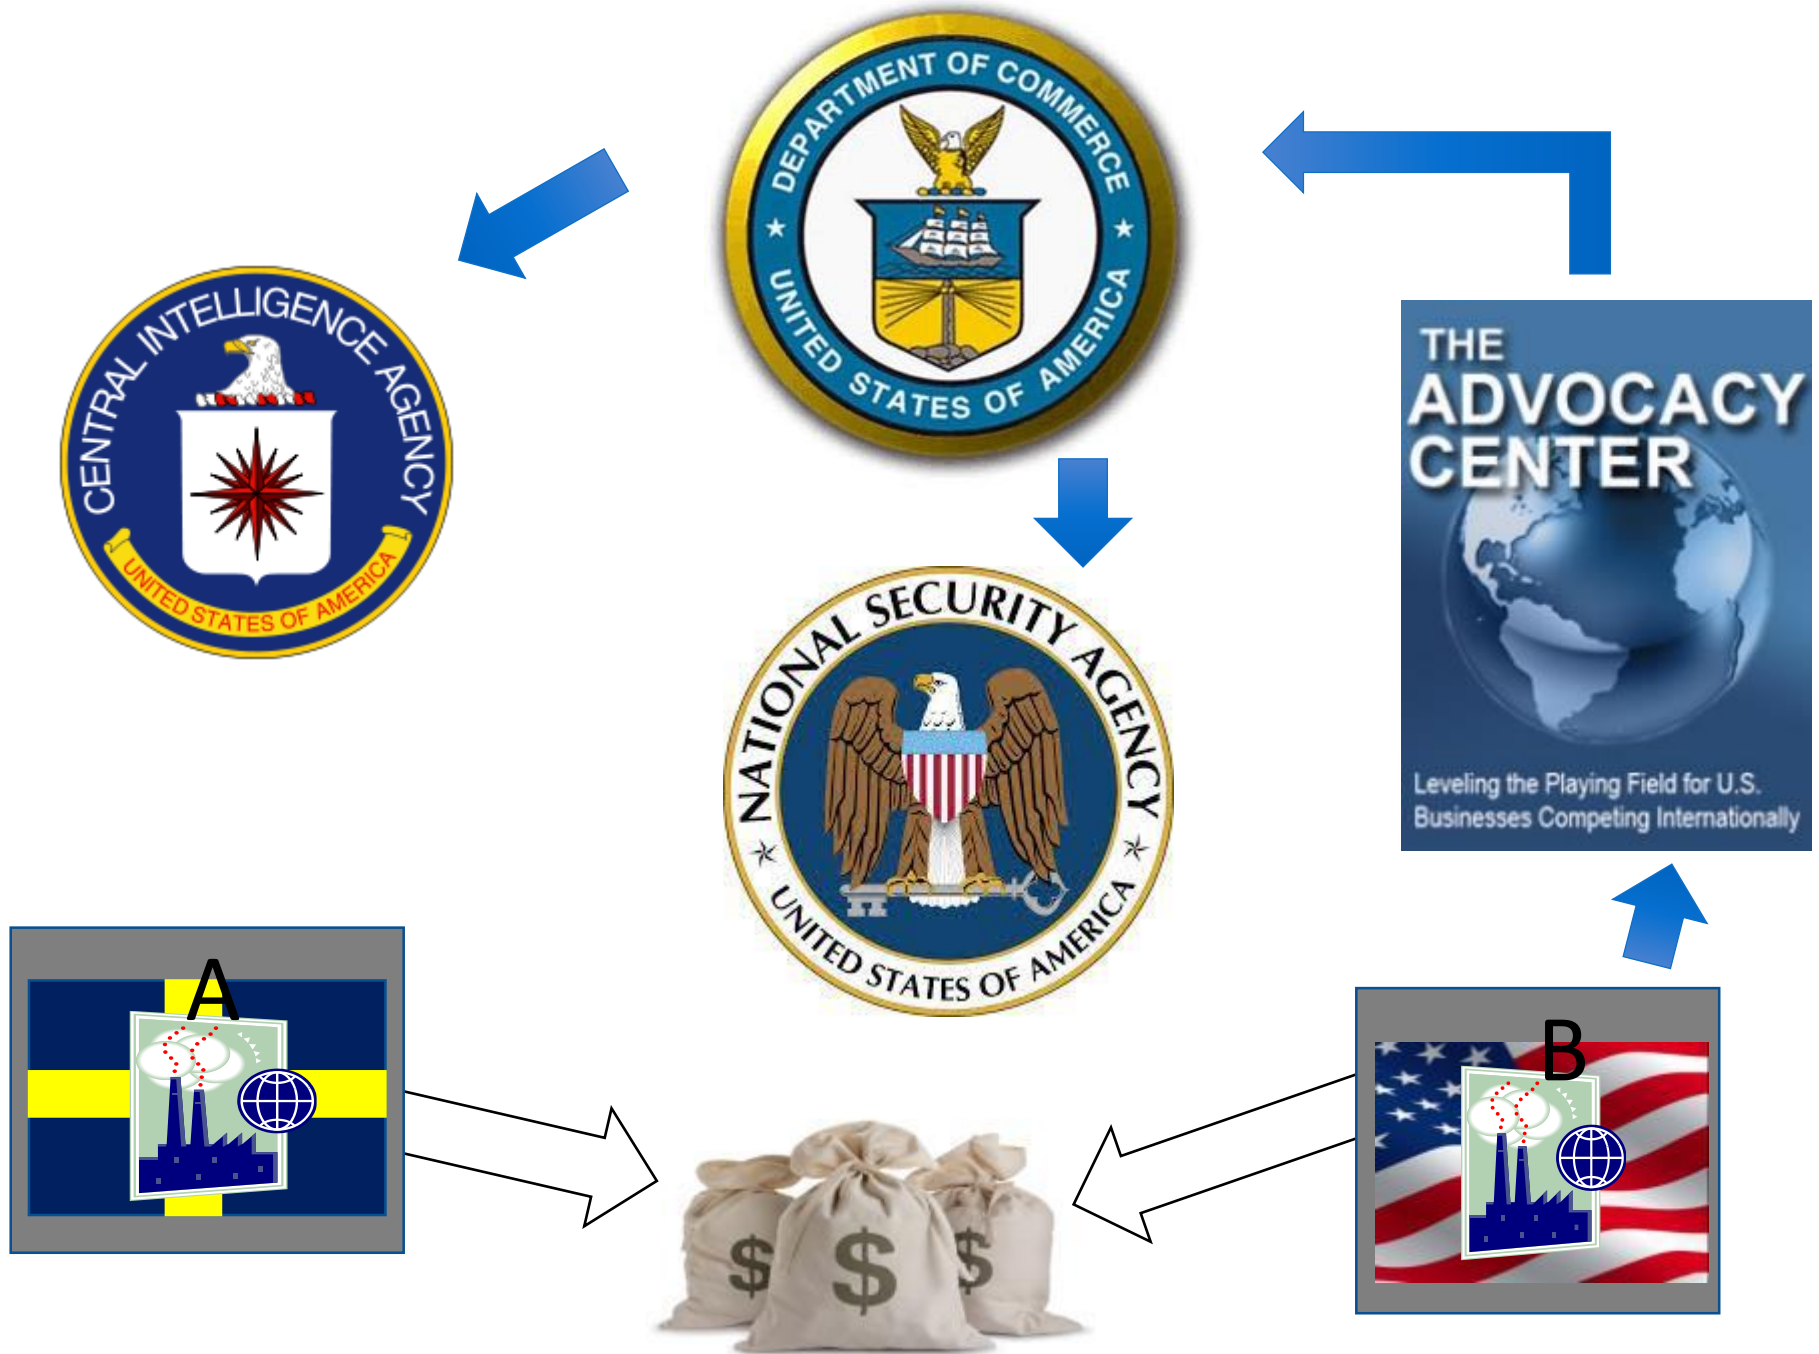 DEPARTMENT OF COMMERCE
UNITED STATES OF AMERICA
CENTRAL INTELLIGENCE AGENCY
UNITED STATES OF AMERICA
THE
ADVOCACY
CENTER
Leveling the Playing Field for U.S.
Businesses Competing Internationally
NATIONAL SECURITY AGENCY
UNITED STATES OF AMERICA
A
B
$ $ $